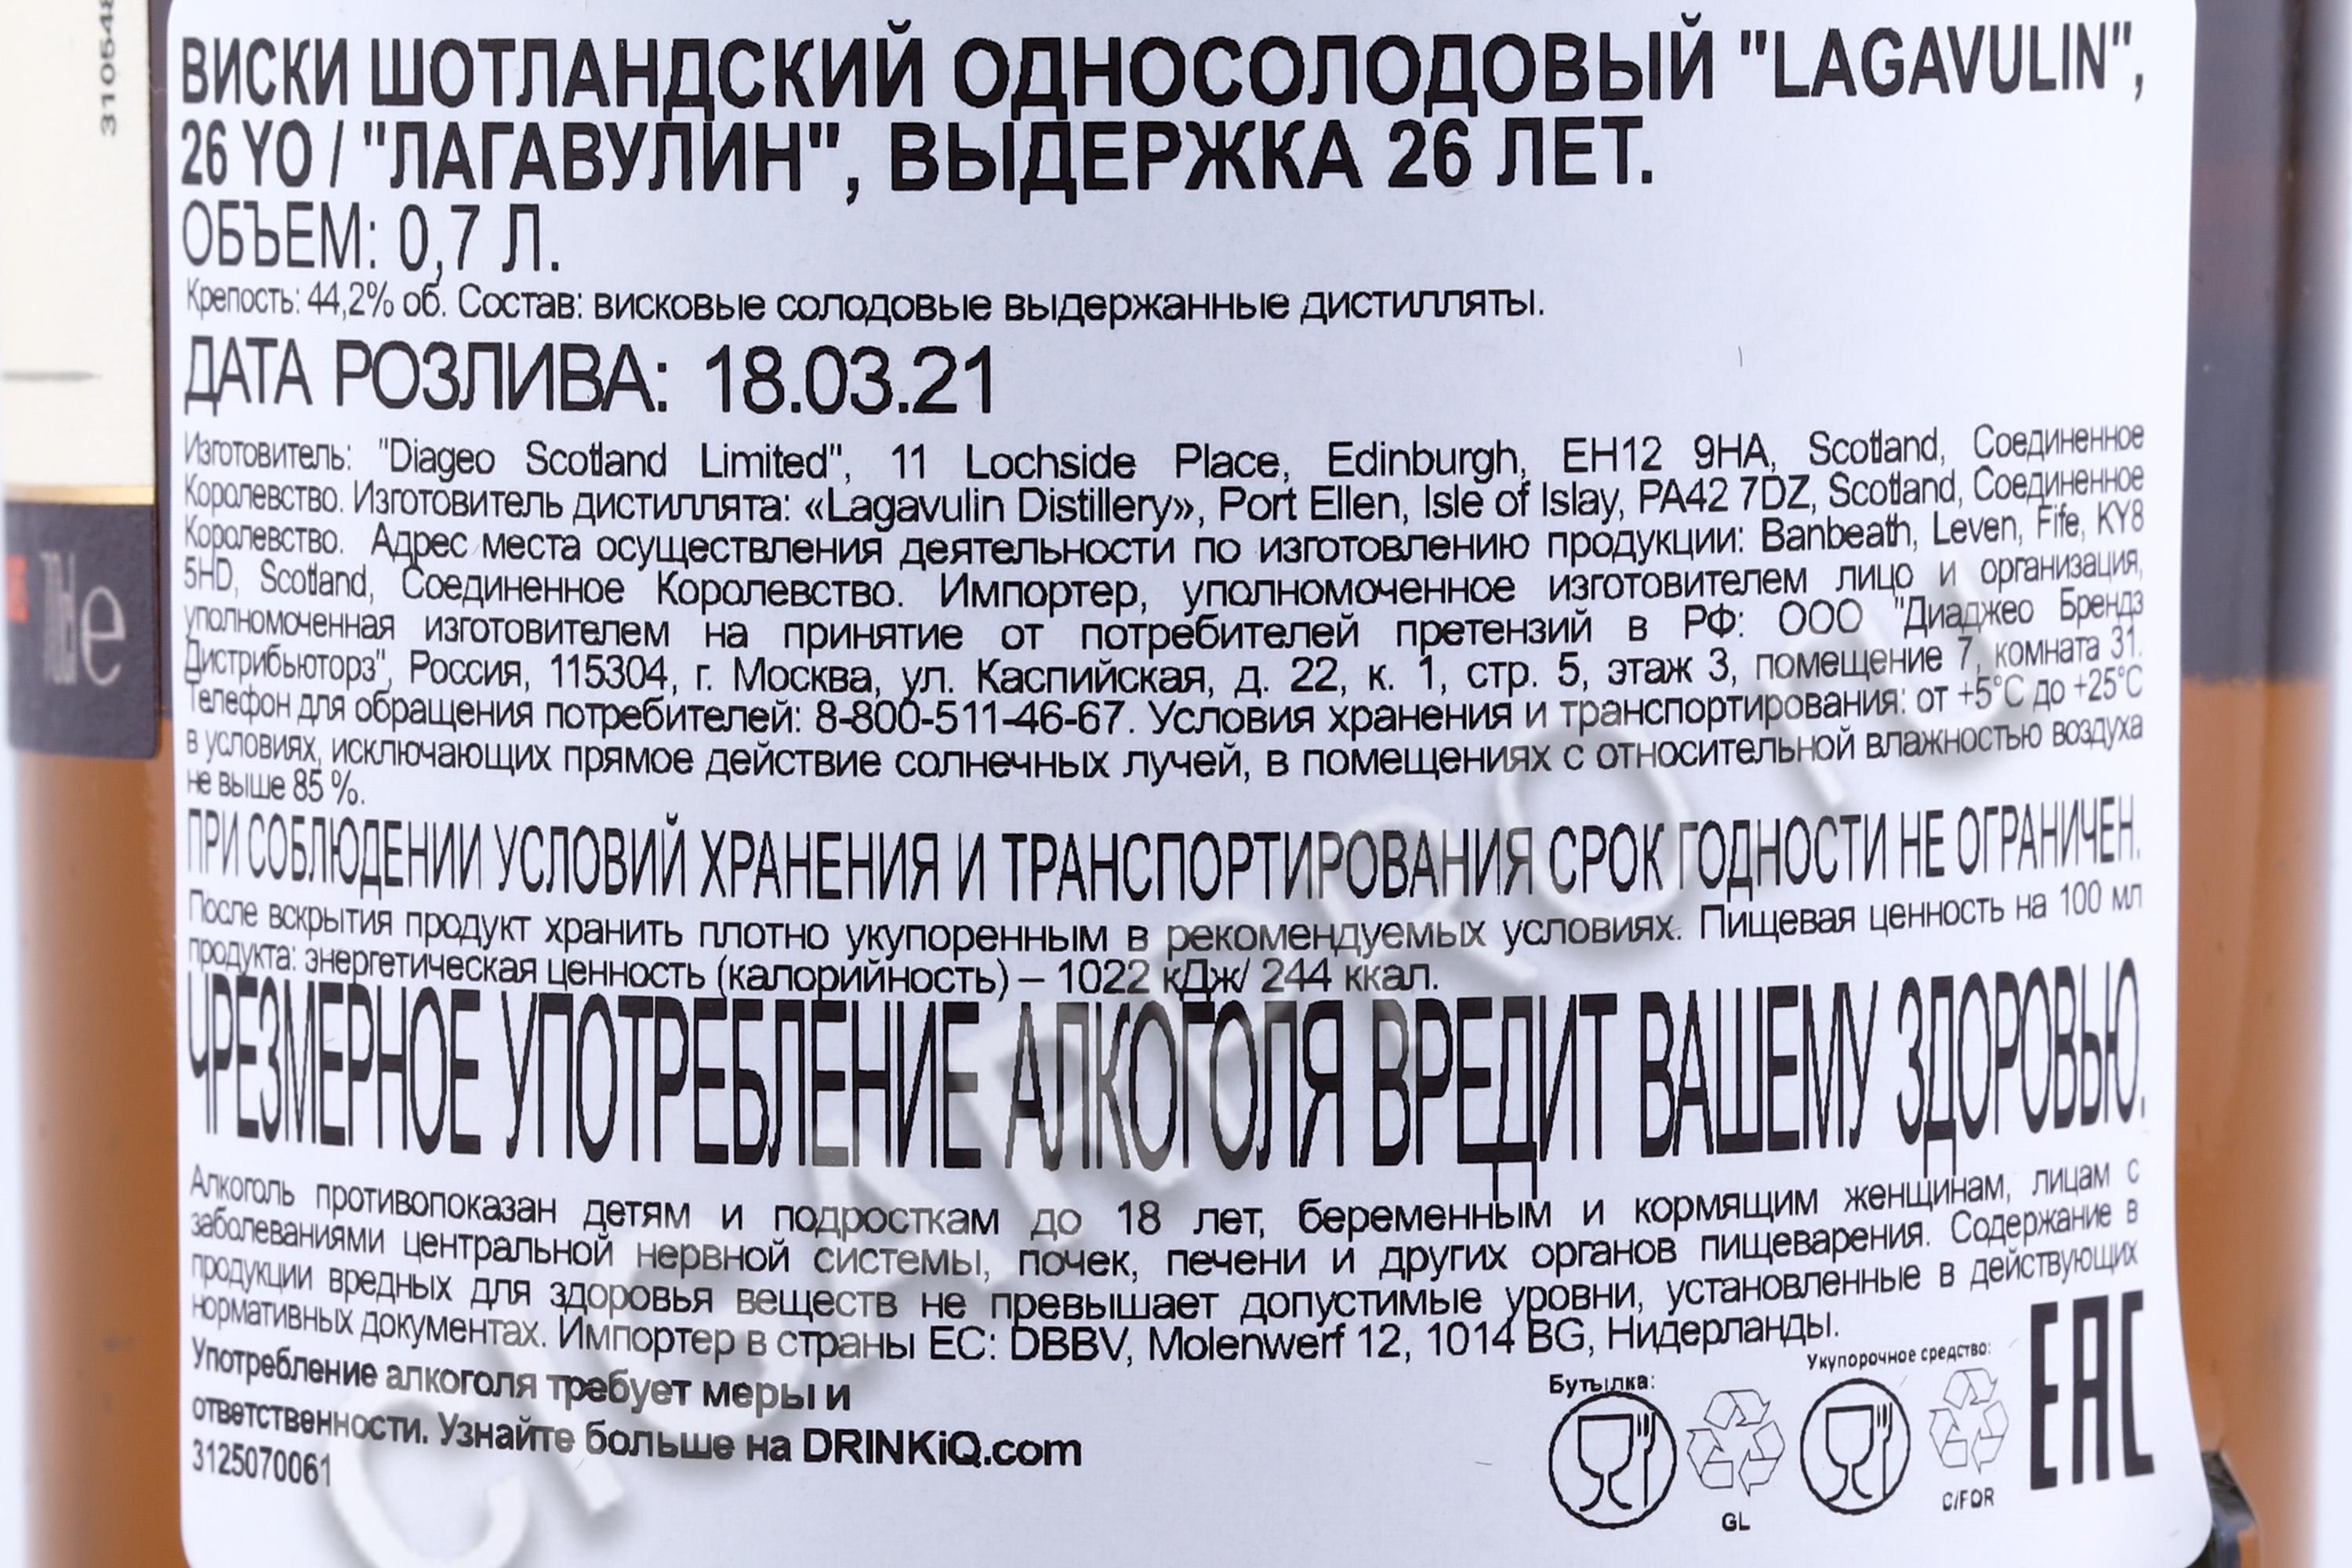 310548
ВИСКИ ШОТЛАНДСКИЙ ОДНОСОЛОДОВЫЙ "LAGAVULIN",
26 YO / "ЛАГАВУЛИН", ВЫДЕРЖКА 26 ЛЕТ.
ОБЪЕМ: 0,7 Л.
Крепость: 44,2% об. Состав: висковые солодовые выдержанные дистилляты.
ДАТА РОЗЛИВА: 18.03.21
Изготовитель: "Diageo Scotland Limited", 11 Lochside Place, Edinburgh, EH12 9HA, Scotland, Соединенное
Королевство. Изготовитель дистиллята: «Lagavulin Distillery», Port Ellen, Isle of Islay, PA42 7DZ, Scotland, Соединенное
Королевство. Адрес места осуществления деятельности по изготовлению продукции: Banbeath, Leven, Fife, KY8
5HD, Scotland, Соединенное Королевство. Импортер, уполномоченное изготовителем лицо и организация,
уполномоченная изготовителем на принятие от потребителей претензий в РФ: ООО "Диаджео Брендз
Дистрибьюторз", Россия, 115304, г. Москва, ул. Каспийская, д. 22, к. 1, стр. 5, этаж 3, помещение 7, комната 31.
Телефон для обращения потребителей: 8-800-511-46-67. Условия хранения и транспортирования: от +5°C до +25°C
в условиях, исключающих прямое действие солнечных лучей, в помещениях с относительной влажностью воздуха
не выше 85 %.
ПРИ СОБЛЮДЕНИИ УСЛОВИЙ ХРАНЕНИЯ И ТРАНСПОРТИРОВАНИЯ СРОК ГОДНОСТИ НЕ ОГРАНИЧЕН.
После вскрытия продукт хранить плотно укупоренным в рекомендуемых условиях. Пищевая ценность на 100 мл
продукта: энергетическая ценность (калорийность) – 1022 кДж/ 244 ккал.
ЧРЕЗМЕРНОЕ УПОТРЕБЛЕНИЕ АЛКОГОЛЯ ВРЕДИТ ВАШЕМУ ЗДОРОВЬЮ.
Алкоголь противопоказан детям и подросткам до 18 лет, беременным и кормящим женщинам, лицам с
заболеваниями центральной нервной системы, почек, печени и других органов пищеварения. Содержание в
продукции вредных для здоровья веществ не превышает допустимые уровни, установленные в действующих
нормативных документах. Импортер в страны ЕС: DBBV, Molenwerf 12, 1014 BG, Нидерланды.
Употребление алкоголя требует меры и
ответственности. Узнайте больше на DRINKiQ.com
3125070061
Бутылка:
GL
Укупорочное средство:
C/FOR
EAC
70cl e
CIGARPRO.RU